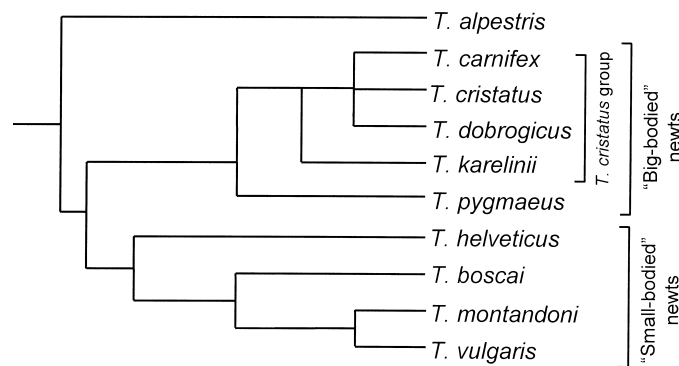 T. alpestris
T. carnifex
T. cristatus
T. dobrogicus
T. karelinii
T. pygmaeus
T. helveticus
T. boscai
T. montandoni
T. vulgaris
T. cristatus group
“Big-bodied”
newts
“Small-bodied”
newts